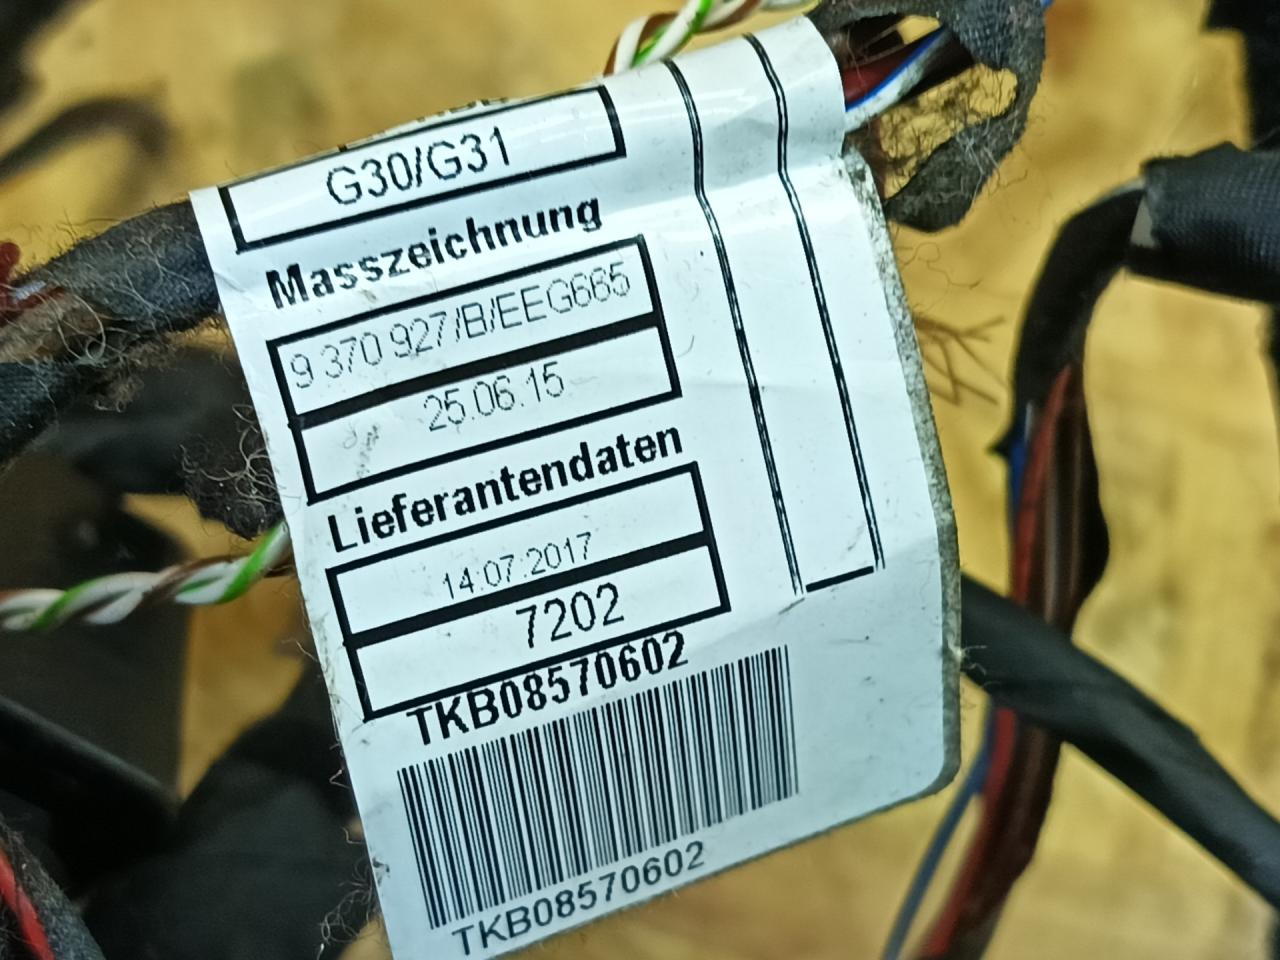 G30/G31
Masszeichnung
9 370 927/B/EEG665
25.06.15
Lieferantendaten
14.07.2017
7202
TKB08570602
TKB08570602